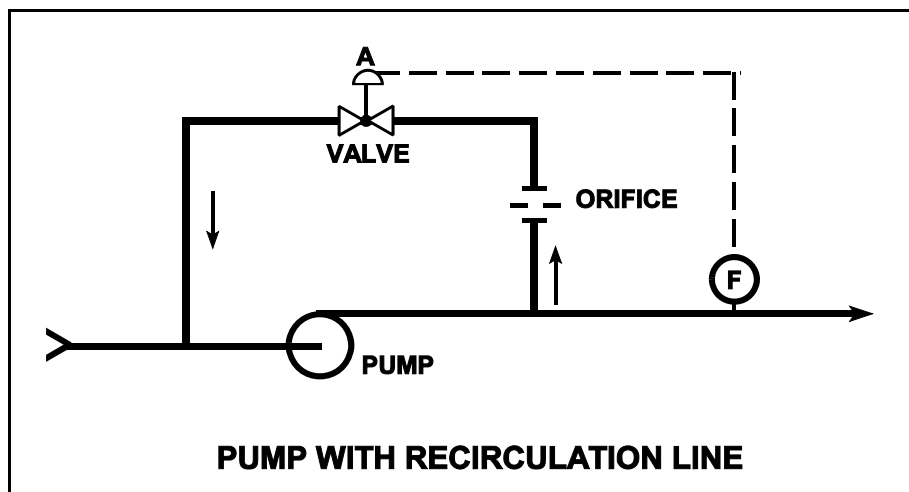 A
VALVE
ORIFICE
F
PUMP
PUMP WITH RECIRCULATION LINE